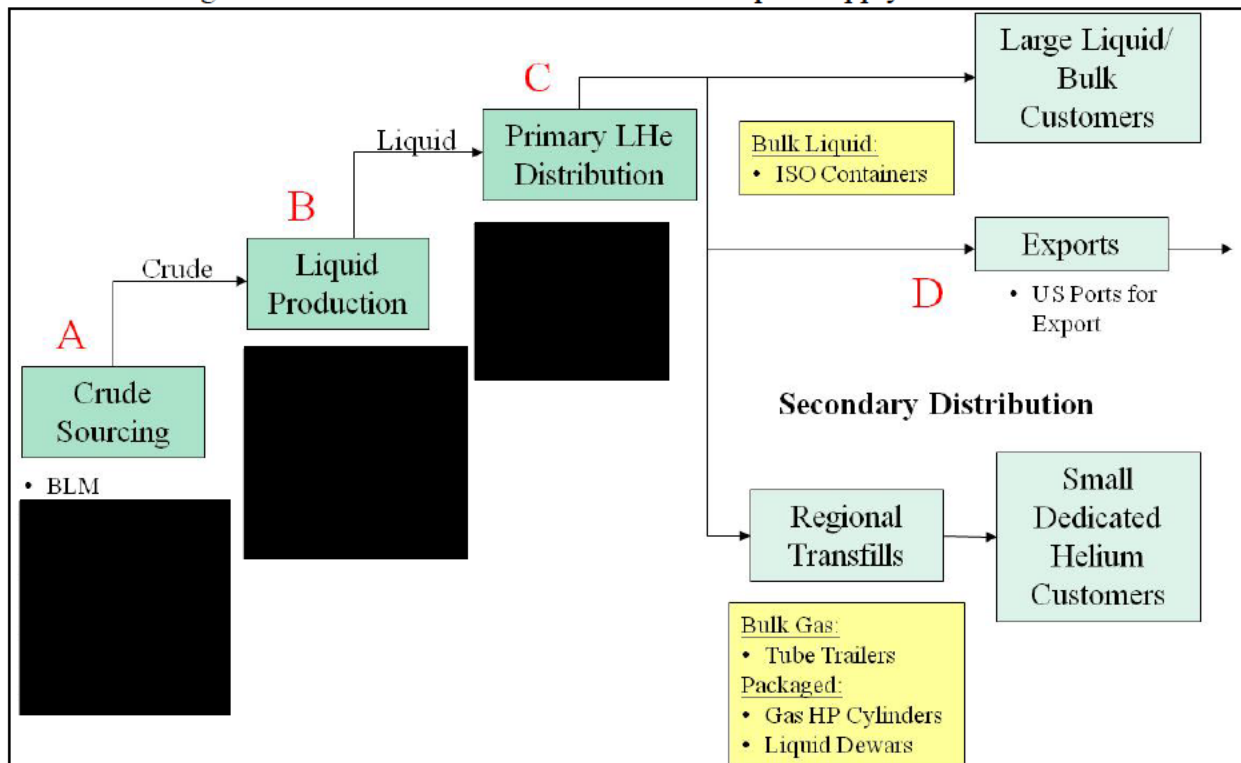 Large Liquid/
Bulk
Customers
C
Liquid
Primary LHe
Distribution
Bulk Liquid:
• ISO Containers
B
Crude
Liquid
Production
Exports
D
• US Ports for
Export
A
Crude
Sourcing
• BLM
Secondary Distribution
Regional
Transfills
Small
Dedicated
Helium
Customers
Bulk Gas:
• Tube Trailers
Packaged:
• Gas HP Cylinders
• Liquid Dewars